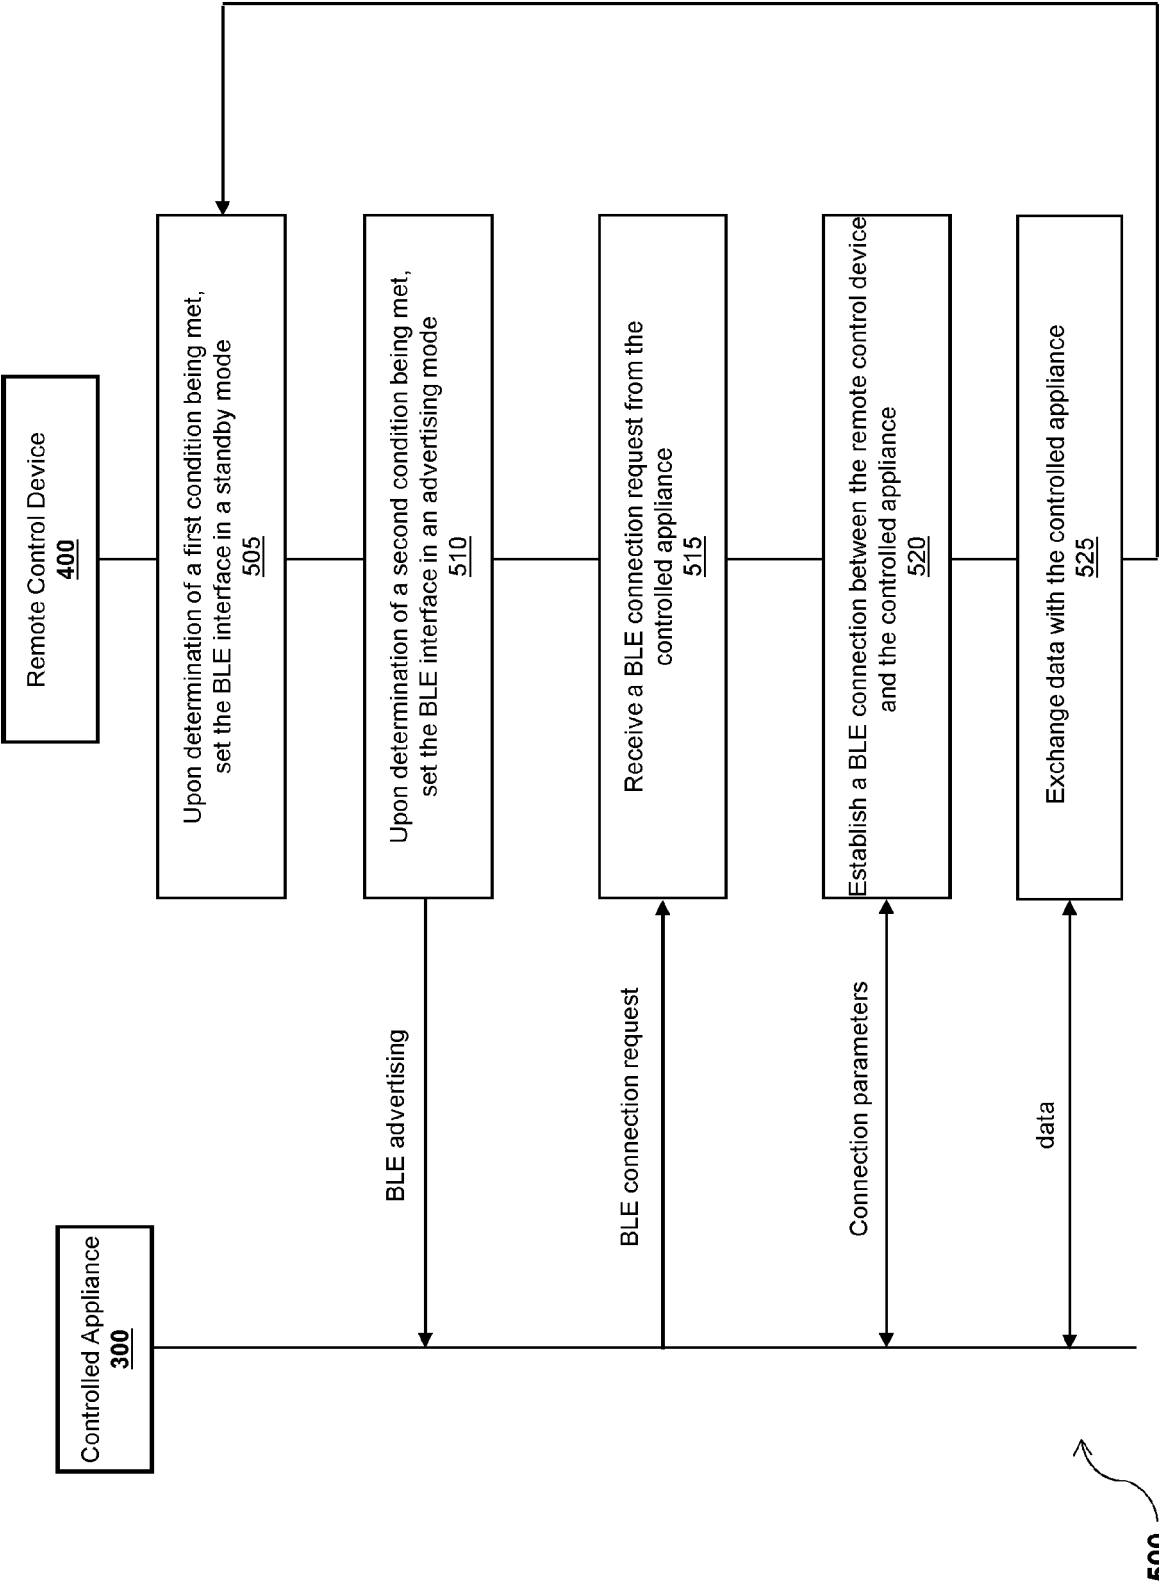 Controlled Appliance
300
Remote Control Device
400
Upon determination of a first condition being met,
set the BLE interface in a standby mode
505
BLE advertising
Upon determination of a second condition being met,
set the BLE interface in an advertising mode
510
BLE connection request
Receive a BLE connection request from the
controlled appliance
515
Connection parameters
Establish a BLE connection between the remote control device
and the controlled appliance
520
data
Exchange data with the controlled appliance
525
500